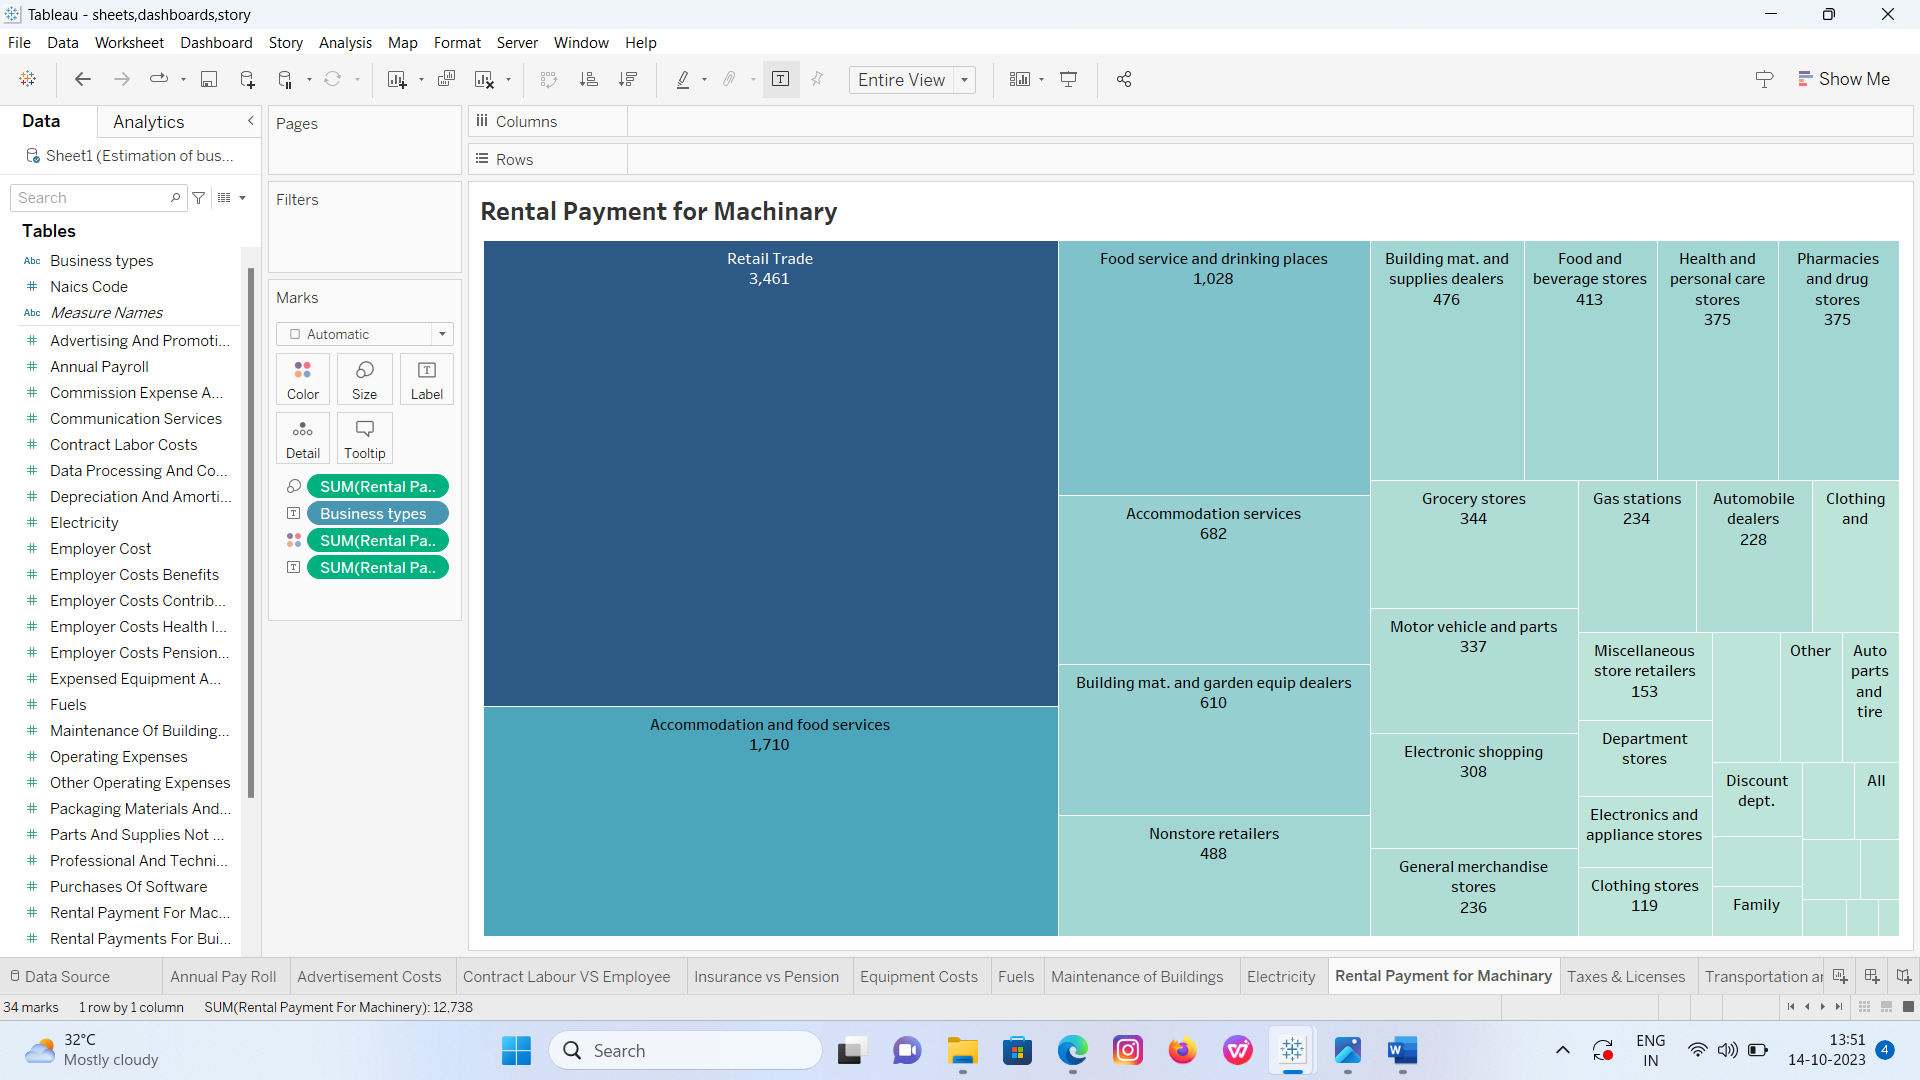 Tableau - sheets,dashboards,story
File Data Worksheet Dashboard Story Analysis Map Format Server Window Help
Entire View
Show Me
Data Analytics
Sheet1 (Estimation of bus...
Search
Tables
Abc Business types
# Naics Code
Abc Measure Names
# Advertising And Promoti...
# Annual Payroll
# Commission Expense A...
# Communication Services
# Contract Labor Costs
# Data Processing And Co...
# Depreciation And Amorti...
# Electricity
# Employer Cost
# Employer Costs Benefits
# Employer Costs Contrib...
# Employer Costs Health I...
# Employer Costs Pension...
# Expensed Equipment A...
# Fuels
# Maintenance Of Building...
# Operating Expenses
# Other Operating Expenses
# Packaging Materials And...
# Parts And Supplies Not ...
# Professional And Techni...
# Purchases Of Software
# Rental Payment For Mac...
# Rental Payments For Bui...
Pages
Filters
Marks
Automatic
Color Size Label
Detail Tooltip
SUM(Rental Pa..
Business types
SUM(Rental Pa..
SUM(Rental Pa..
Columns
Rows
Rental Payment for Machinary
Retail Trade
3,461
Accommodation and food services
1,710
Food service and drinking places
1,028
Accommodation services
682
Building mat. and garden equip dealers
610
Nonstore retailers
488
Building mat. and
supplies dealers
476
Food and
beverage stores
413
Health and
personal care
stores
375
Pharmacies
and drug
stores
375
Grocery stores
344
Motor vehicle and parts
337
Electronic shopping
308
General merchandise
stores
236
Gas stations
234
Automobile
dealers
228
Clothing
and
Miscellaneous
store retailers
153
Department
stores
Electronics and
appliance stores
Clothing stores
119
Other
Auto
parts
and
tire
Discount
dept.
All
Family
Data Source Annual Pay Roll Advertisement Costs Contract Labour VS Employee Insurance vs Pension Equipment Costs Fuels Maintenance of Buildings Electricity Rental Payment for Machinary Taxes & Licenses Transportation ar
34 marks 1 row by 1 column SUM(Rental Payment For Machinery): 12,738
32°C
Mostly cloudy
Search
ENG
IN
13:51
14-10-2023
4